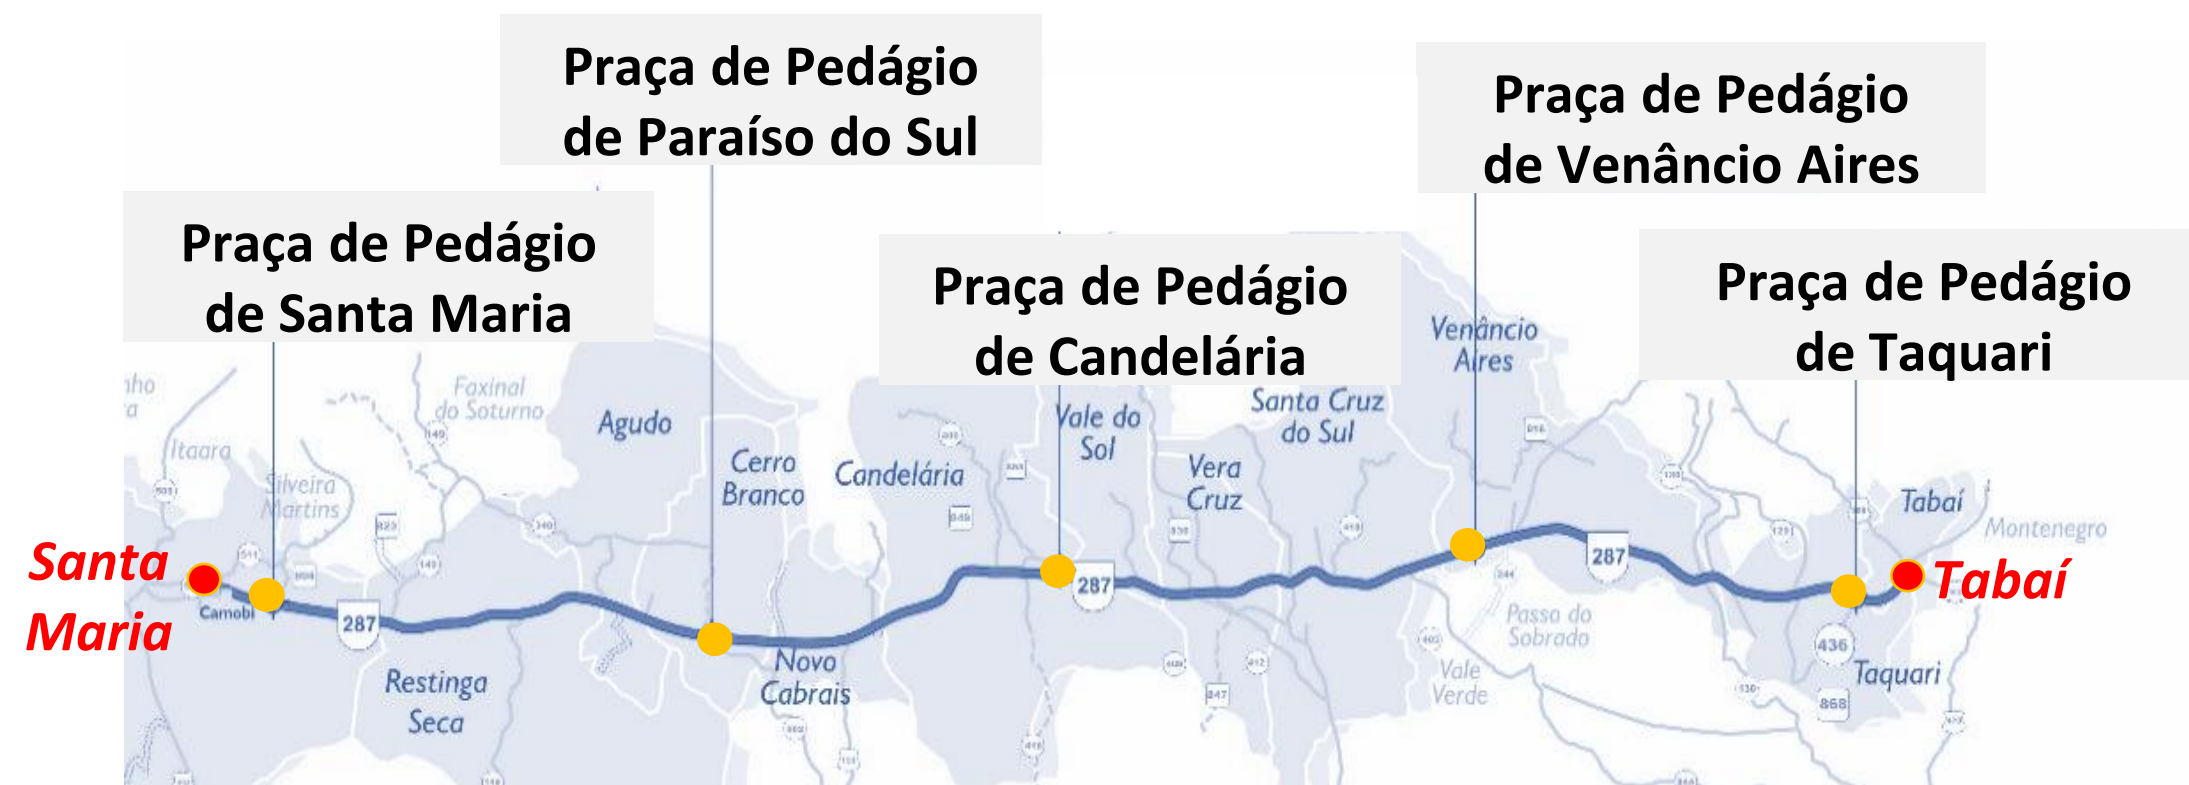 Praça de Pedágio
de Paraíso do Sul
Praça de Pedágio
de Venâncio Aires
Praça de Pedágio
de Santa Maria
Praça de Pedágio
de Candelária
Praça de Pedágio
de Taquari
Venâncio
Aires
Faxinal
do Soturno
Agudo
Vale do
Sol
Santa Cruz
do Sul
Itaara
Cerro
Branco
Candelária
Vera
Cruz
Silveira
Martins
Tabaí
Montenegro
Santa
Maria
Camobi
287
287
287
Tabaí
Passo do
Sobrado
436
Restinga
Seca
Novo
Cabrais
Vale
Verde
Taquari
868